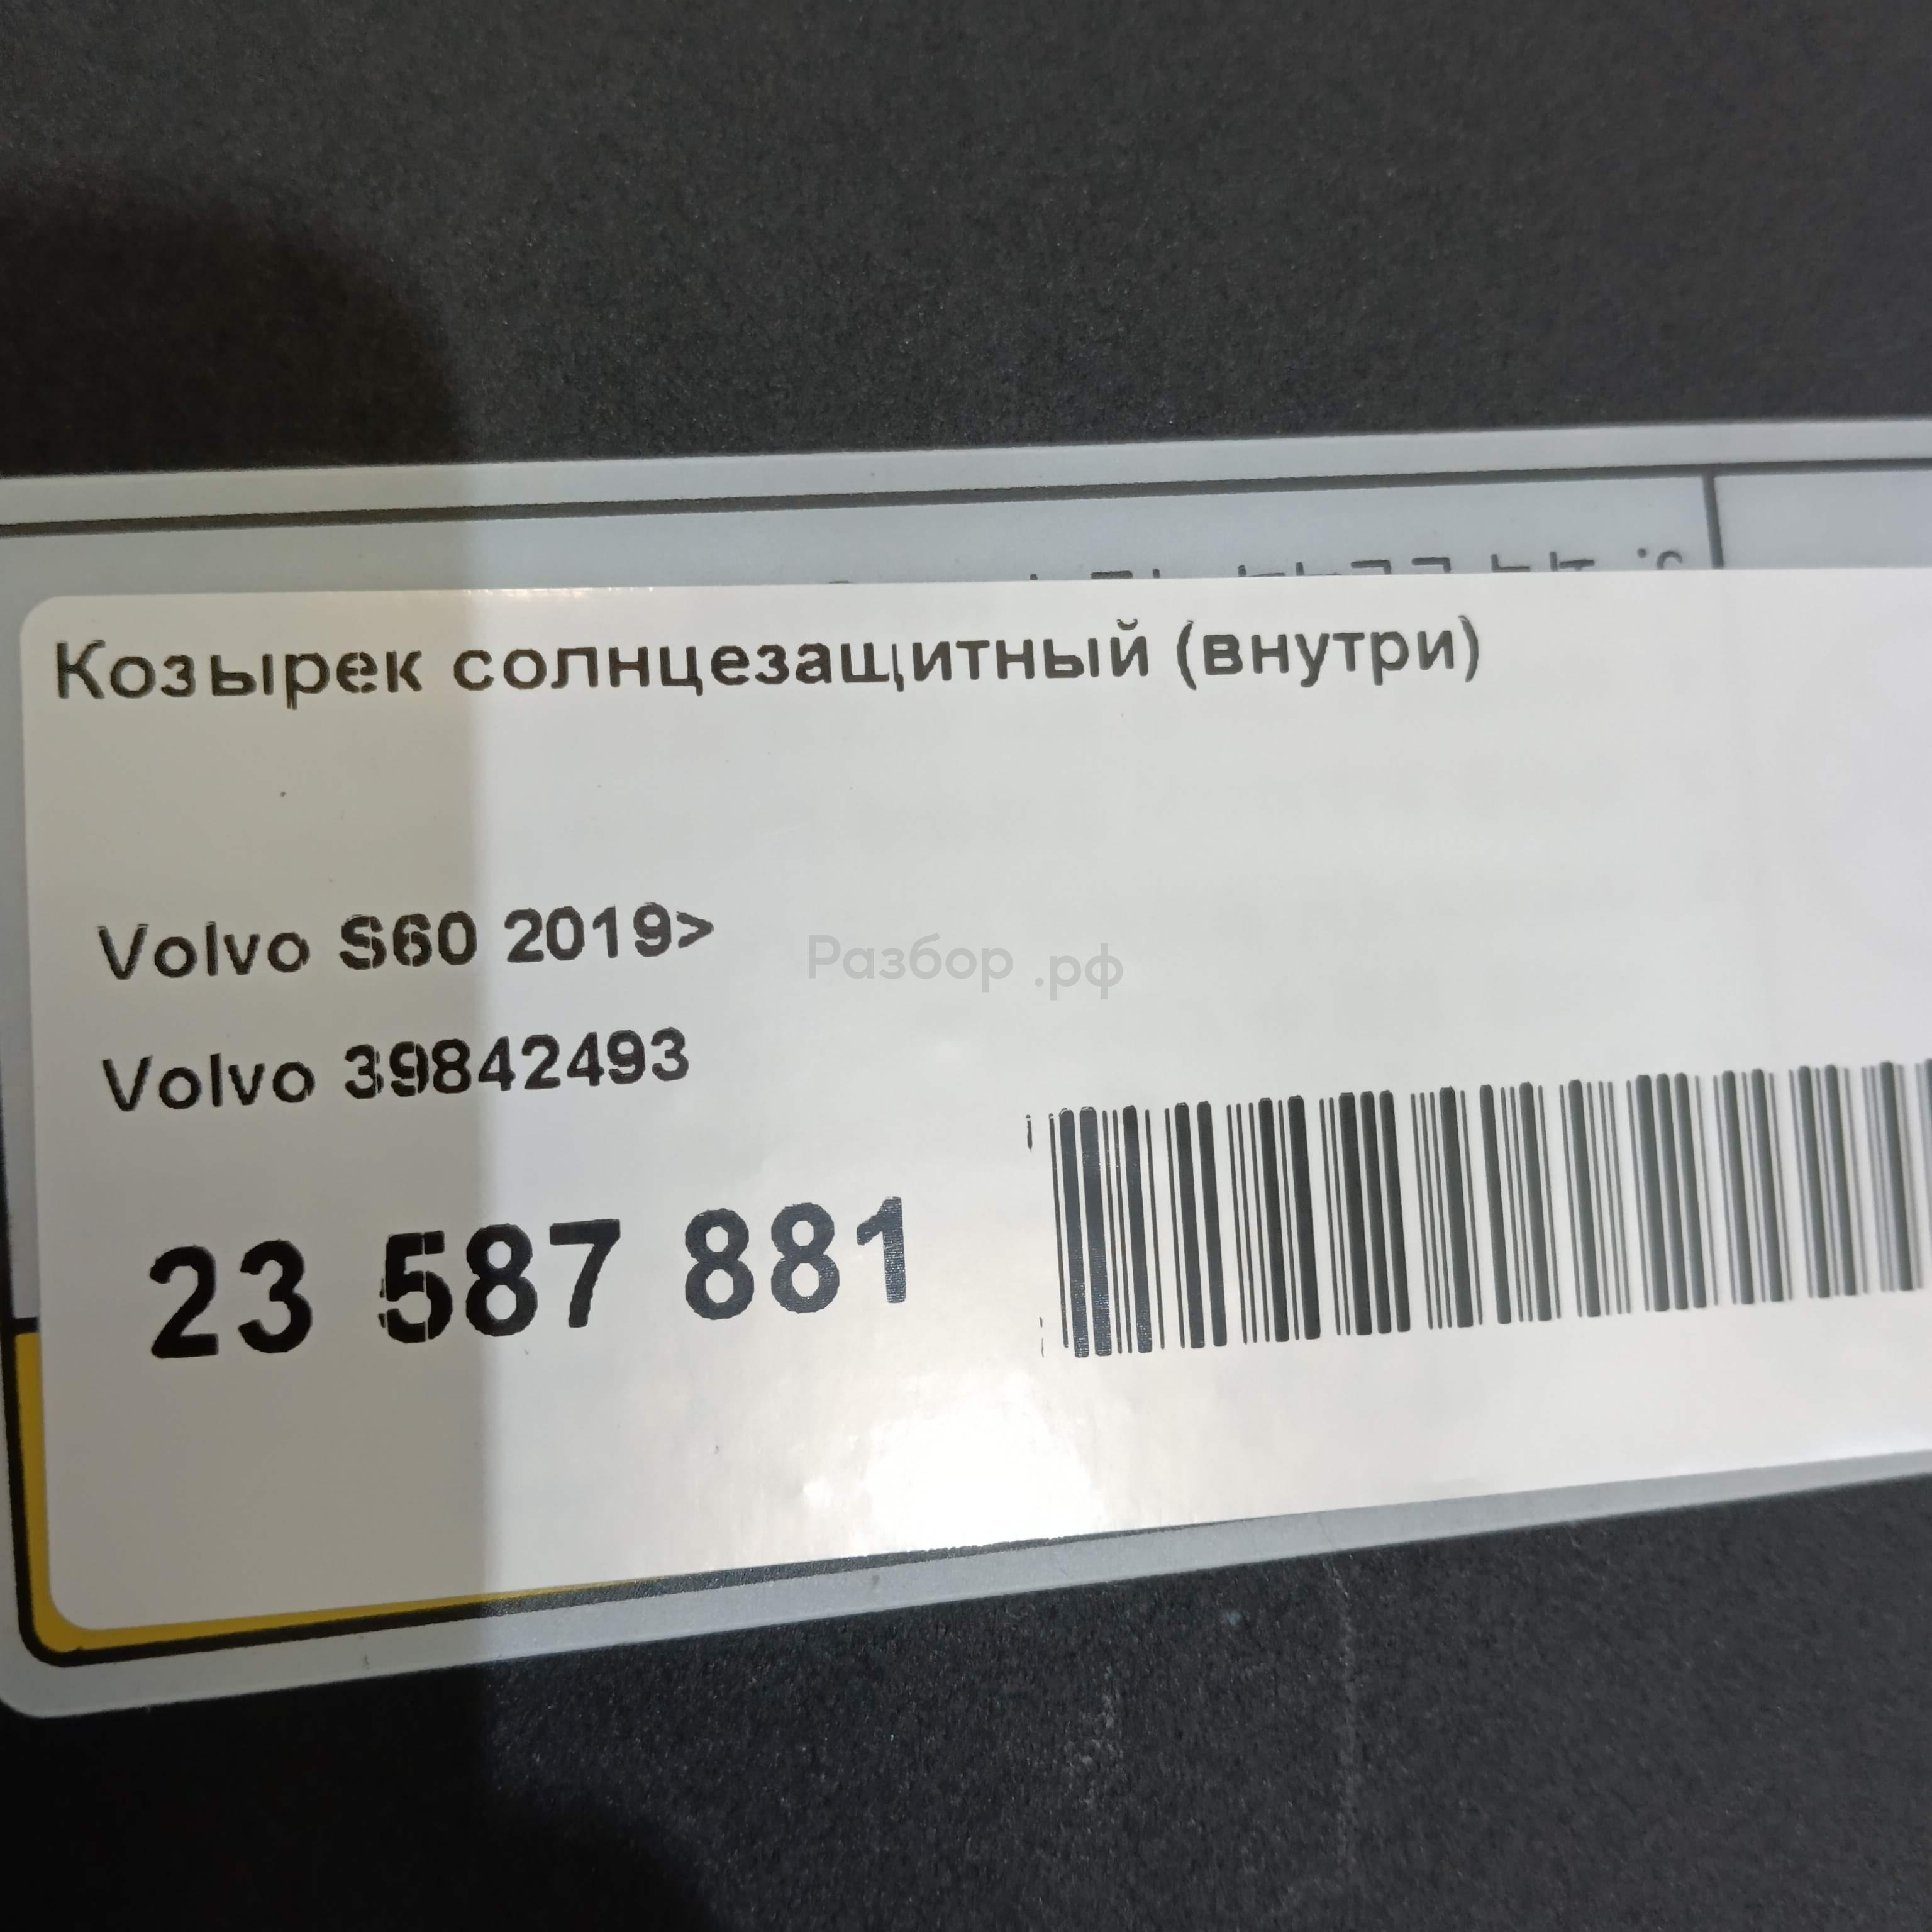 Козырек солнцезащитный (внутри)
Volvo S60 2019>
Разбор .рф
Volvo 39842493
23 587 881